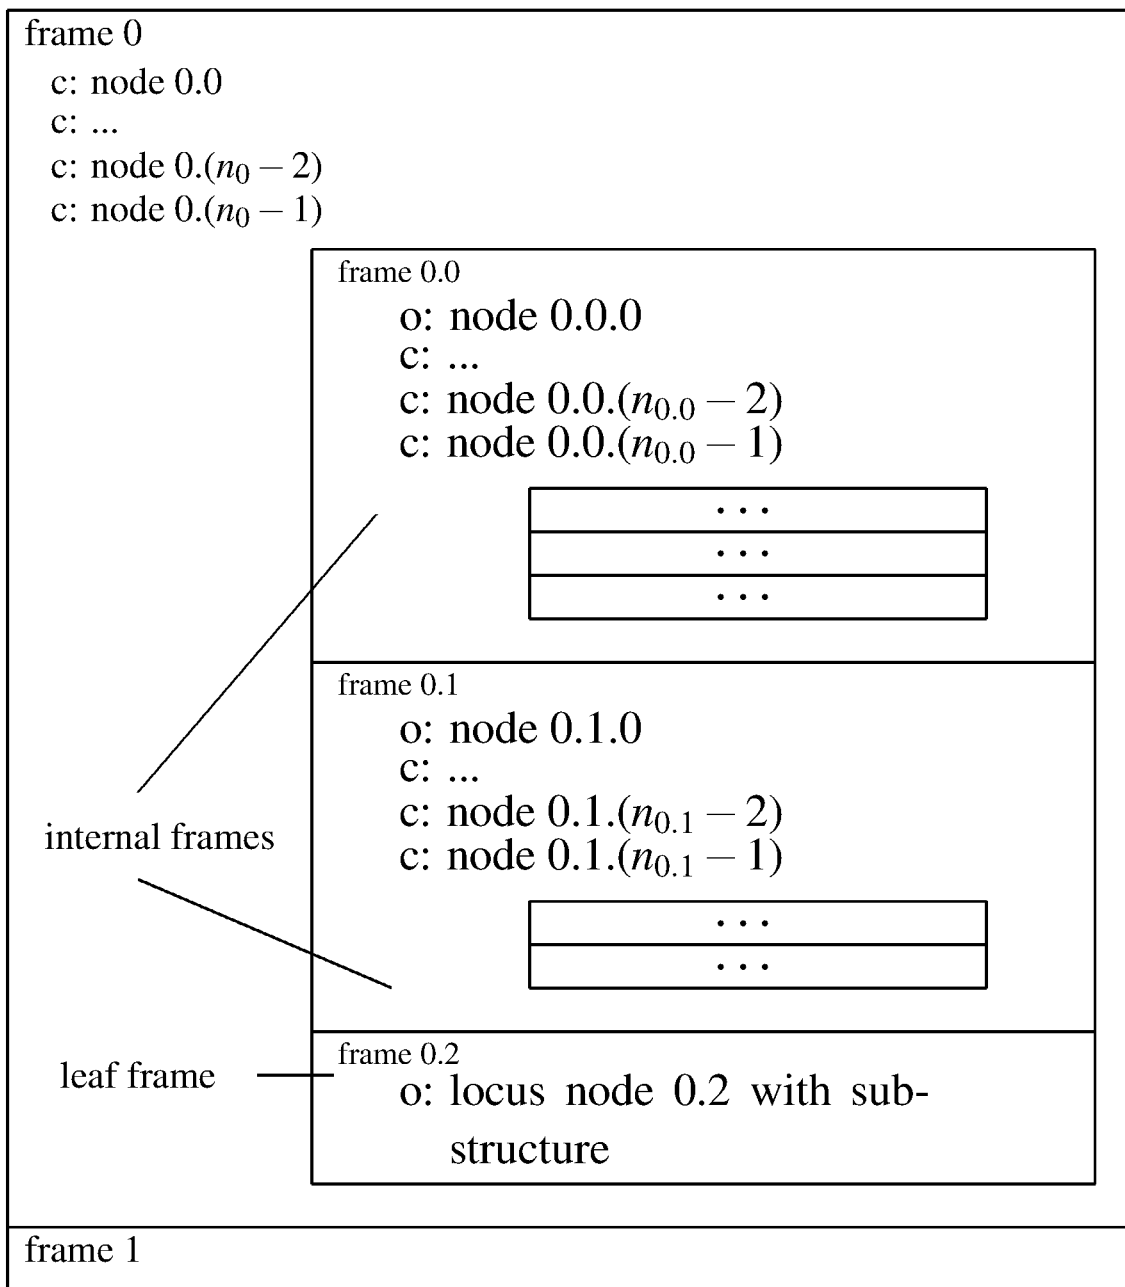 frame 0
c: node 0.0
c: ...
c: node 0.(n₀ − 2)
c: node 0.(n₀ − 1)
frame 0.0
o: node 0.0.0
c: ...
c: node 0.0.(n₀.₀ − 2)
c: node 0.0.(n₀.₀ − 1)
...
...
...
frame 0.1
o: node 0.1.0
c: ...
c: node 0.1.(n₀.₁ − 2)
internal frames
c: node 0.1.(n₀.₁ − 1)
...
...
frame 0.2
leaf frame
o: locus node 0.2 with sub-
structure
frame 1